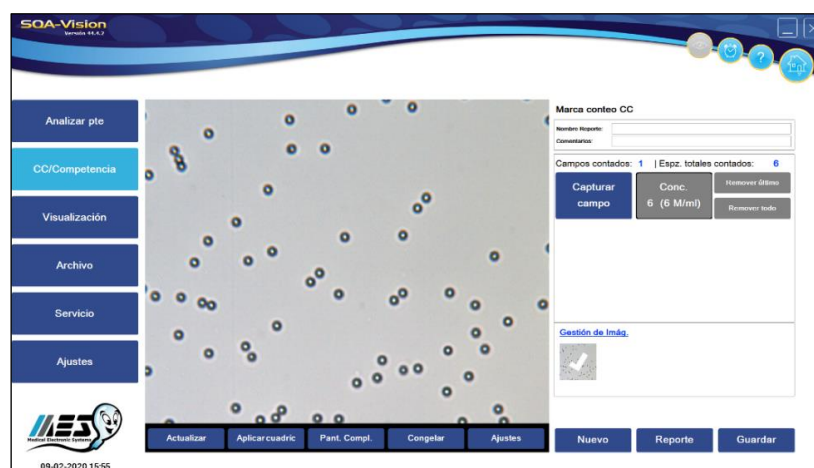 SQA-Vision
Versión 44.4.2
?
Analizar pte
CC/Competencia
Visualización
Archivo
Servicio
Ajustes
MES
Medical Electronic Systems
09-02-2020 15:55
Actualizar
Aplicarcuadríc
Pant. Compl.
Congelar
Ajustes
Marca conteo CC
Nombre Reporte:
Comentarios:
Campos contados: 1 | Espz. totales contados: 6
Capturar
campo
Conc.
6 (6 M/ml)
Remover último
Remover todo
Gestión de Imág.
Nuevo
Reporte
Guardar